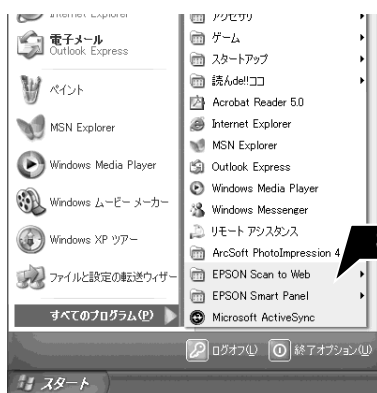 Internet Explorer
電子メール
Outlook Express
ペイント
MSN Explorer
Windows Media Player
Windows ムービー メーカー
Windows XP ツアー
ファイルと設定の転送ウィザー
すべてのプログラム(P)
アクセサリ
ゲーム
スタートアップ
読んde!!ココ
Acrobat Reader 5.0
Internet Explorer
MSN Explorer
Outlook Express
Windows Media Player
Windows Messenger
リモート アシスタンス
ArcSoft PhotoImpression 4
EPSON Scan to Web
EPSON Smart Panel
Microsoft ActiveSync
ログオフ(L)
終了オプション(U)
スタート